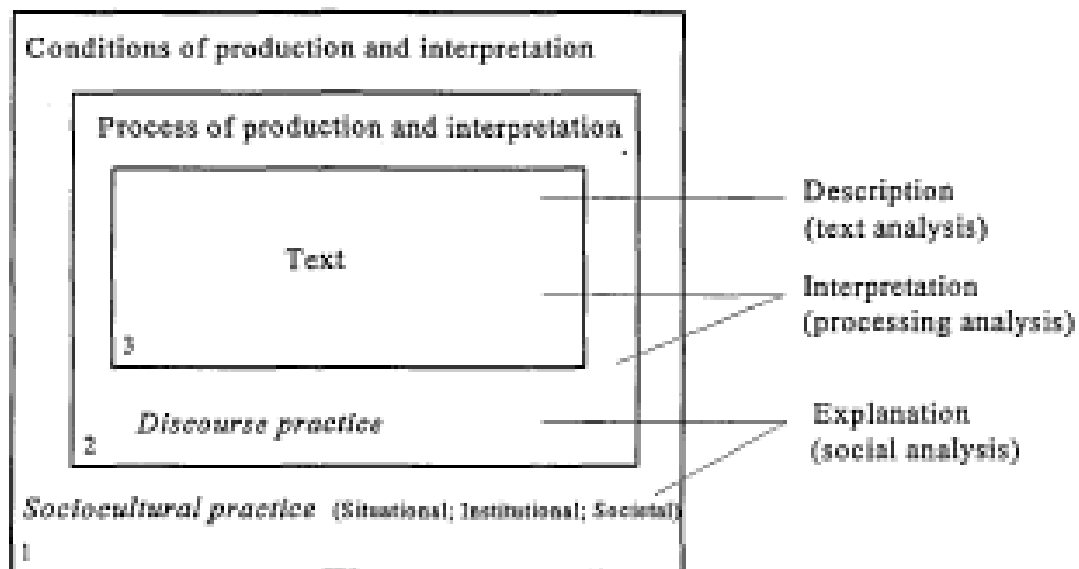 Conditions of production and interpretation
Process of production and interpretation
Text
3
Discourse practice
2
Sociocultural practice (Situational; Institutional; Societal)
1
Description
(text analysis)
Interpretation
(processing analysis)
Explanation
(social analysis)